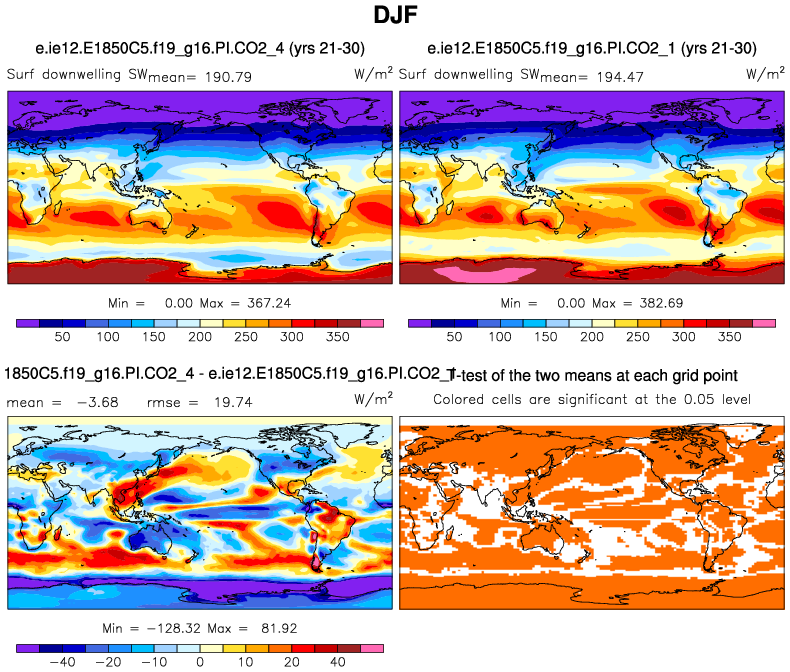 DJF
e.ie12.E1850C5.f19_g16.PI.CO2_4 (yrs 21-30)
e.ie12.E1850C5.f19_g16.PI.CO2_1 (yrs 21-30)
Surf downwelling SW mean= 190.79 W/m²
Surf downwelling SW mean= 194.47 W/m²
Min = 0.00 Max = 367.24
Min = 0.00 Max = 382.69
50 100 150 200 250 300 350
50 100 150 200 250 300 350
1850C5.f19_g16.PI.CO2_4 - e.ie12.E1850C5.f19_g16.PI.CO2_
T-test of the two means at each grid point
mean = -3.68 rmse = 19.74 W/m²
Colored cells are significant at the 0.05 level
Min = -128.32 Max = 81.92
-40 -20 -10 0 10 20 40